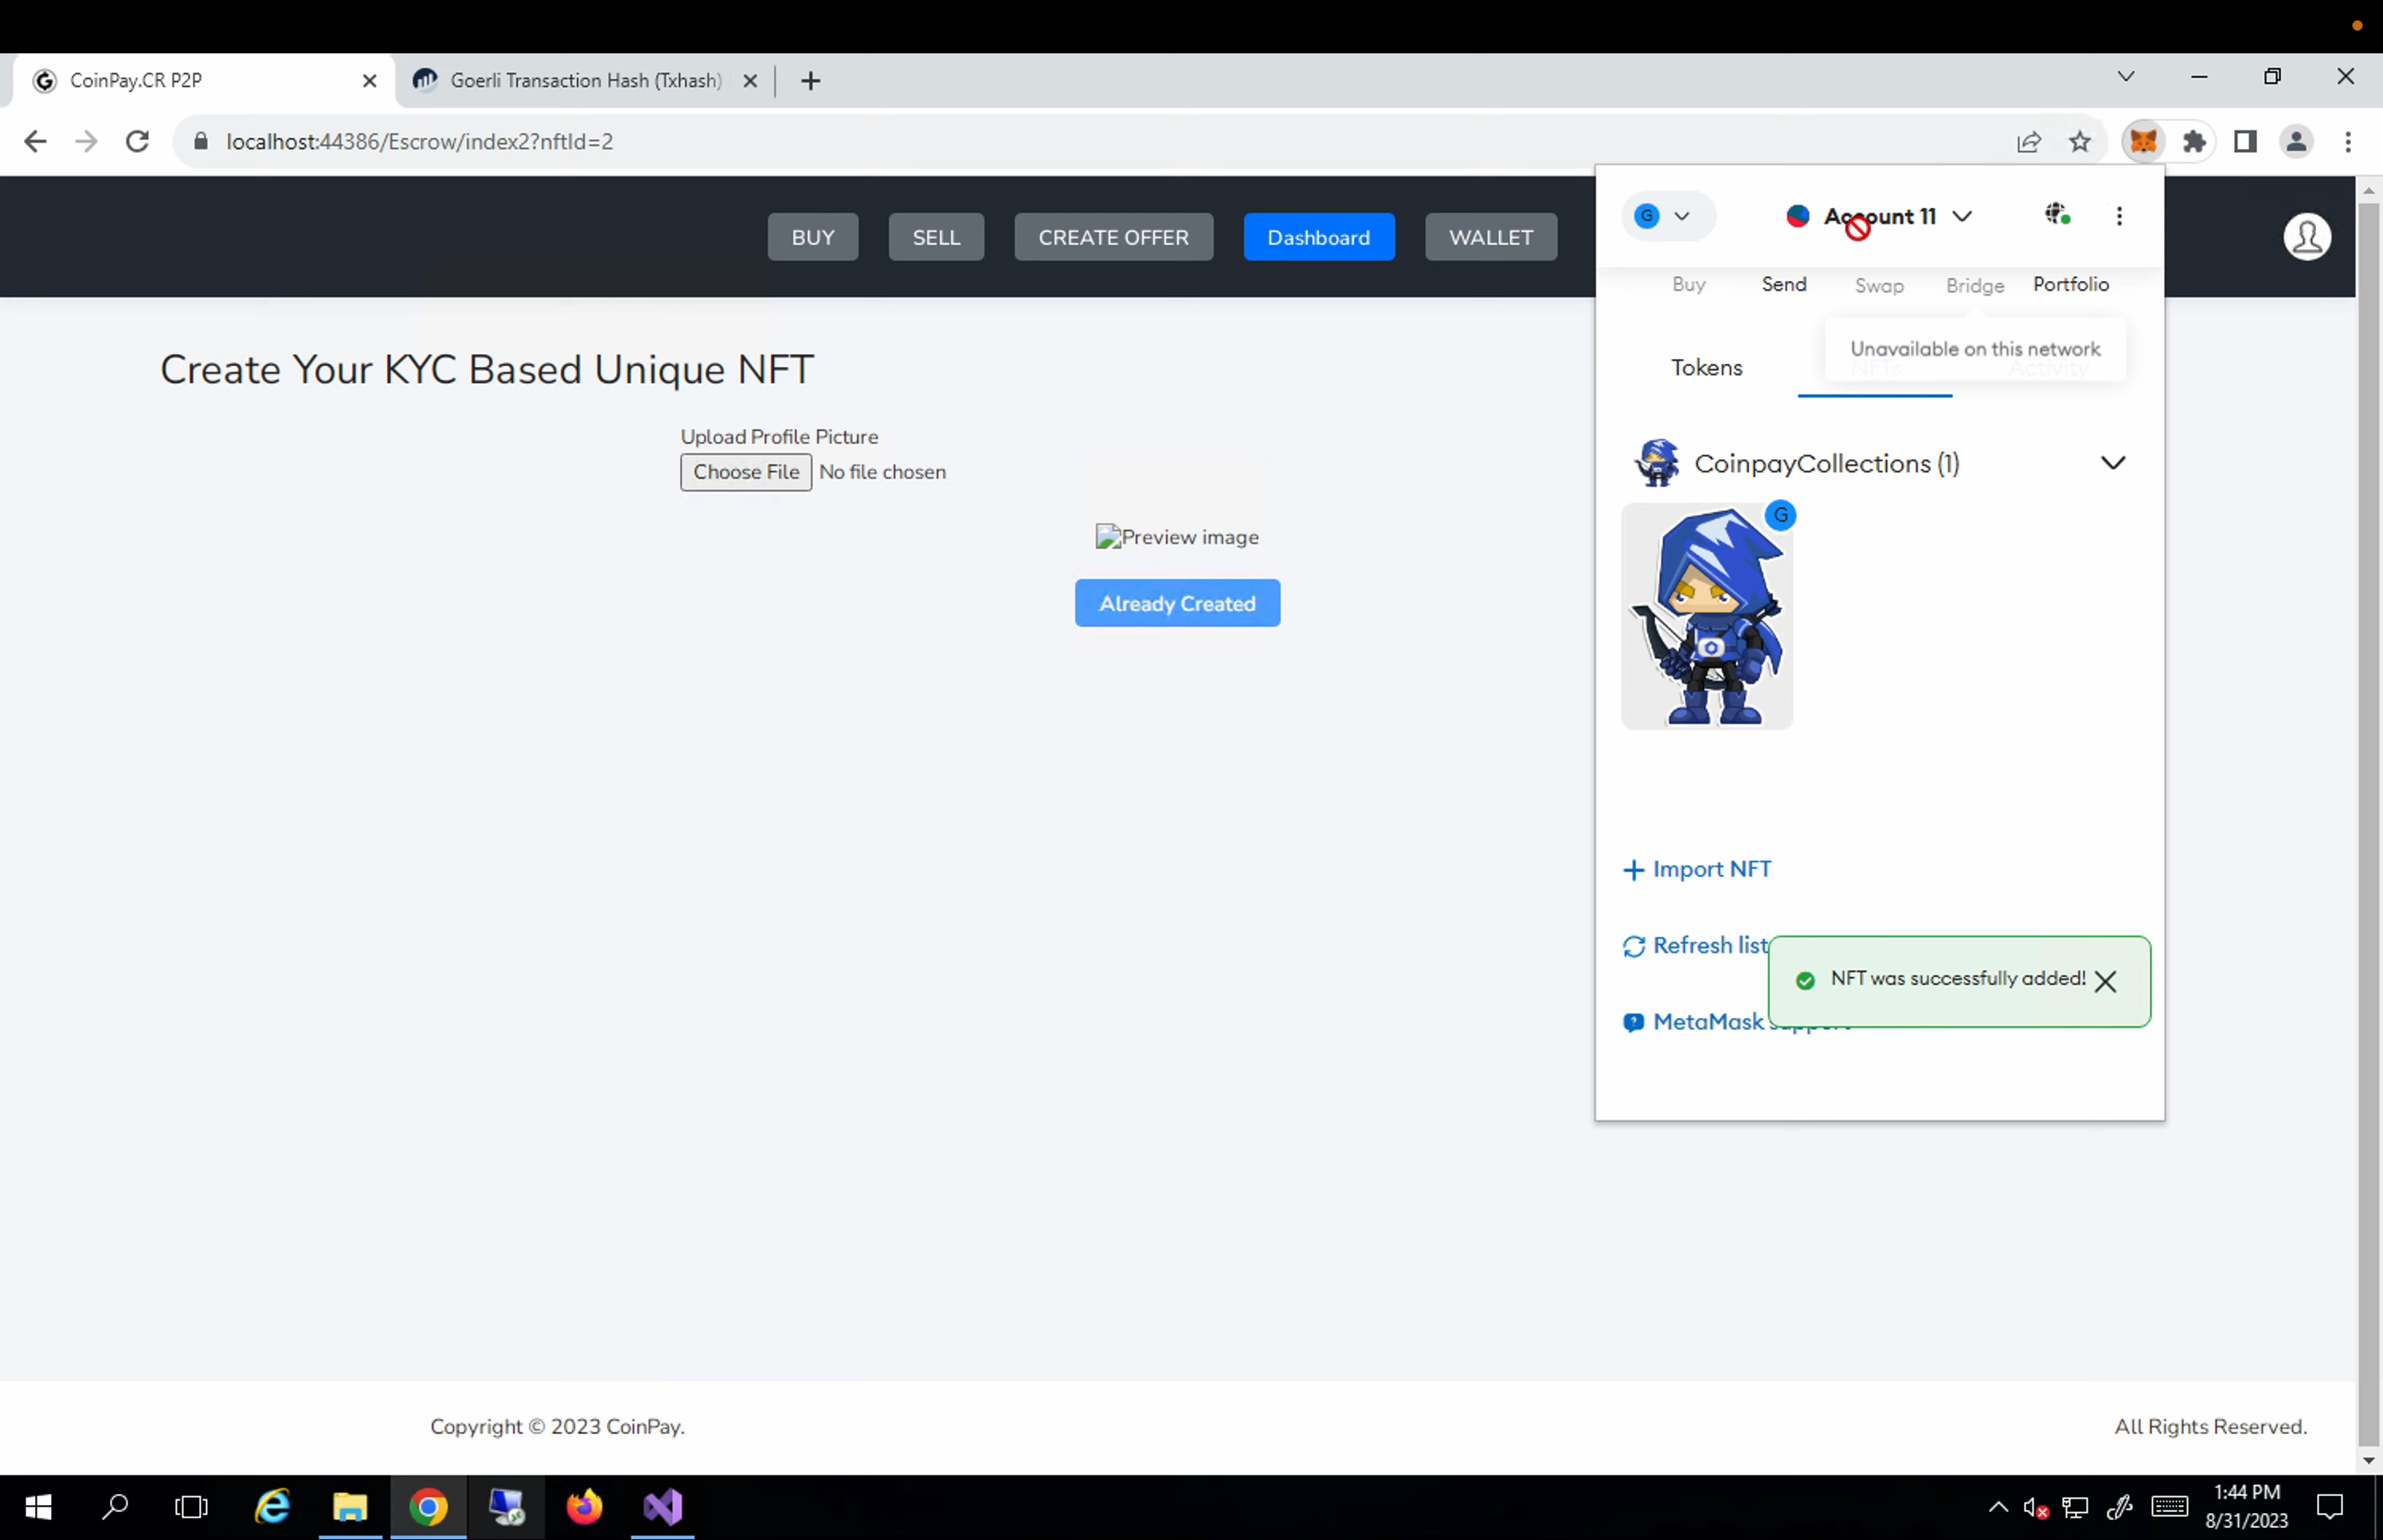 CoinPay.CR P2P
Goerli Transaction Hash (Txhash)
localhost:44386/Escrow/index2?nftId=2
BUY
SELL
CREATE OFFER
Dashboard
WALLET
G
Account 11
Buy
Send
Swap
Bridge
Portfolio
Unavailable on this network
Tokens
NFTs
Activity
Create Your KYC Based Unique NFT
Upload Profile Picture
Choose File No file chosen
Preview image
Already Created
CoinpayCollections (1)
G
+ Import NFT
Refresh list
NFT was successfully added!
MetaMask support
Copyright © 2023 CoinPay.
All Rights Reserved.
1:44 PM
8/31/2023